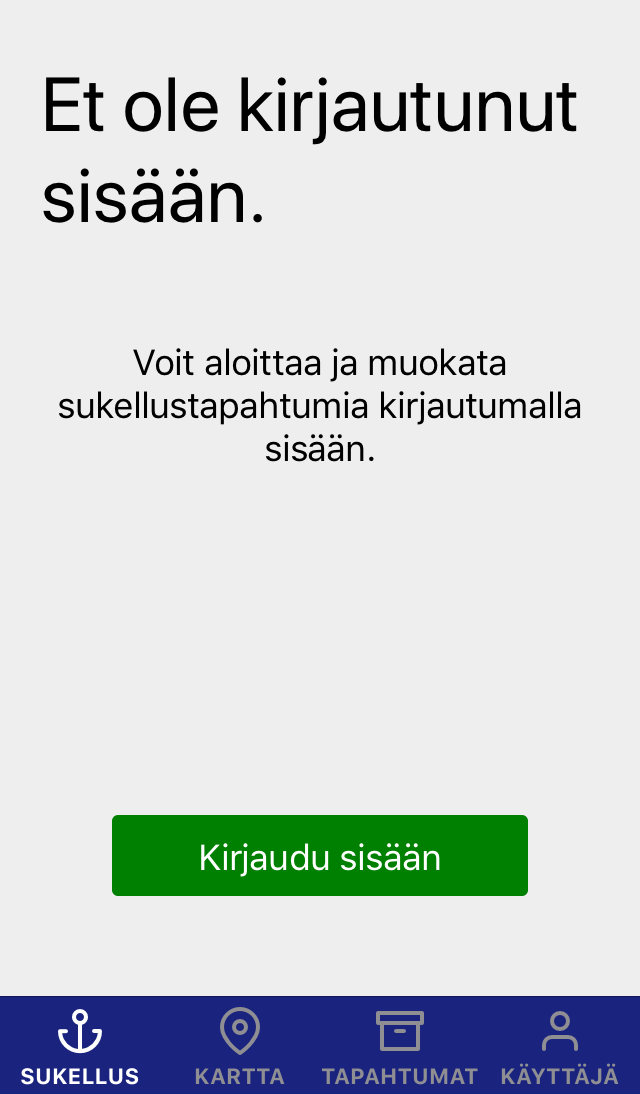 Et ole kirjautunut
sisään.
Voit aloittaa ja muokata
sukellustapahtumia kirjautumalla
sisään.
Kirjaudu sisään
SUKELLUS
KARTTA
TAPAHTUMAT
KÄYTTÄJÄ